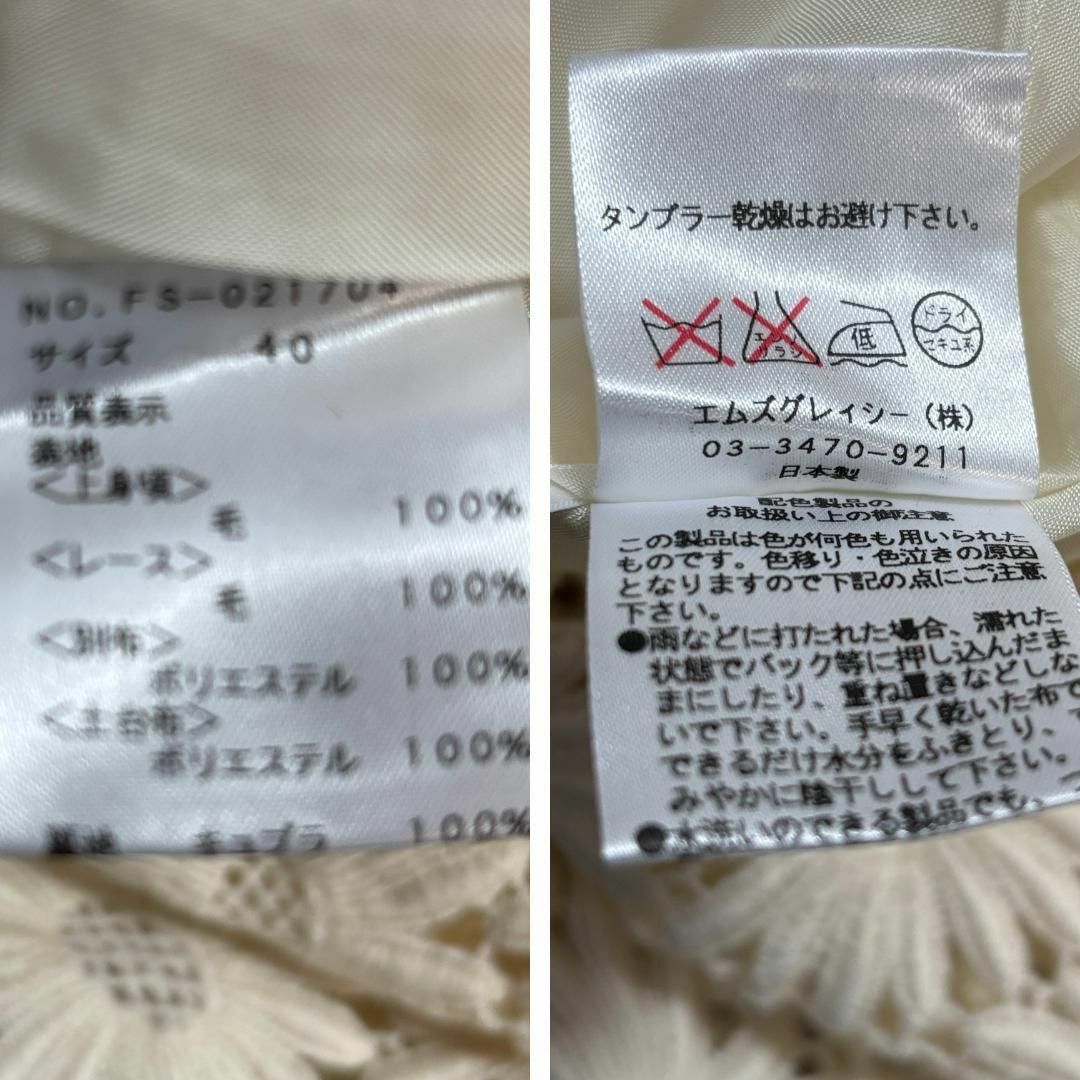 NO.FS-021704
サイズ 40
品質表示
表地
<上身頃>
毛 100%
<レース>
毛 100%
<別布>
ポリエステル 100%
<土台布>
ポリエステル 100%
裏地 キュプラ 100%
タンブラー乾燥はお避け下さい。
エンソ
サラシ
低
ドライ
セキユ系
エムズグレイシー(株)
03-3470-9211
日本製
配色製品の
お取扱い上の御注意
この製品は色が何色も用いられた
ものです。色移り・色泣きの原因
となりますので下記の点にご注意
下さい。
●雨などに打たれた場合、濡れた
状態でバック等に押し込んだま
まにしたり、重ね置きなどしな
いで下さい。手早く乾いた布で
できるだけ水分をふきとり、
みやかに陰干しして下さい。
●水洗いのできる製品でも、